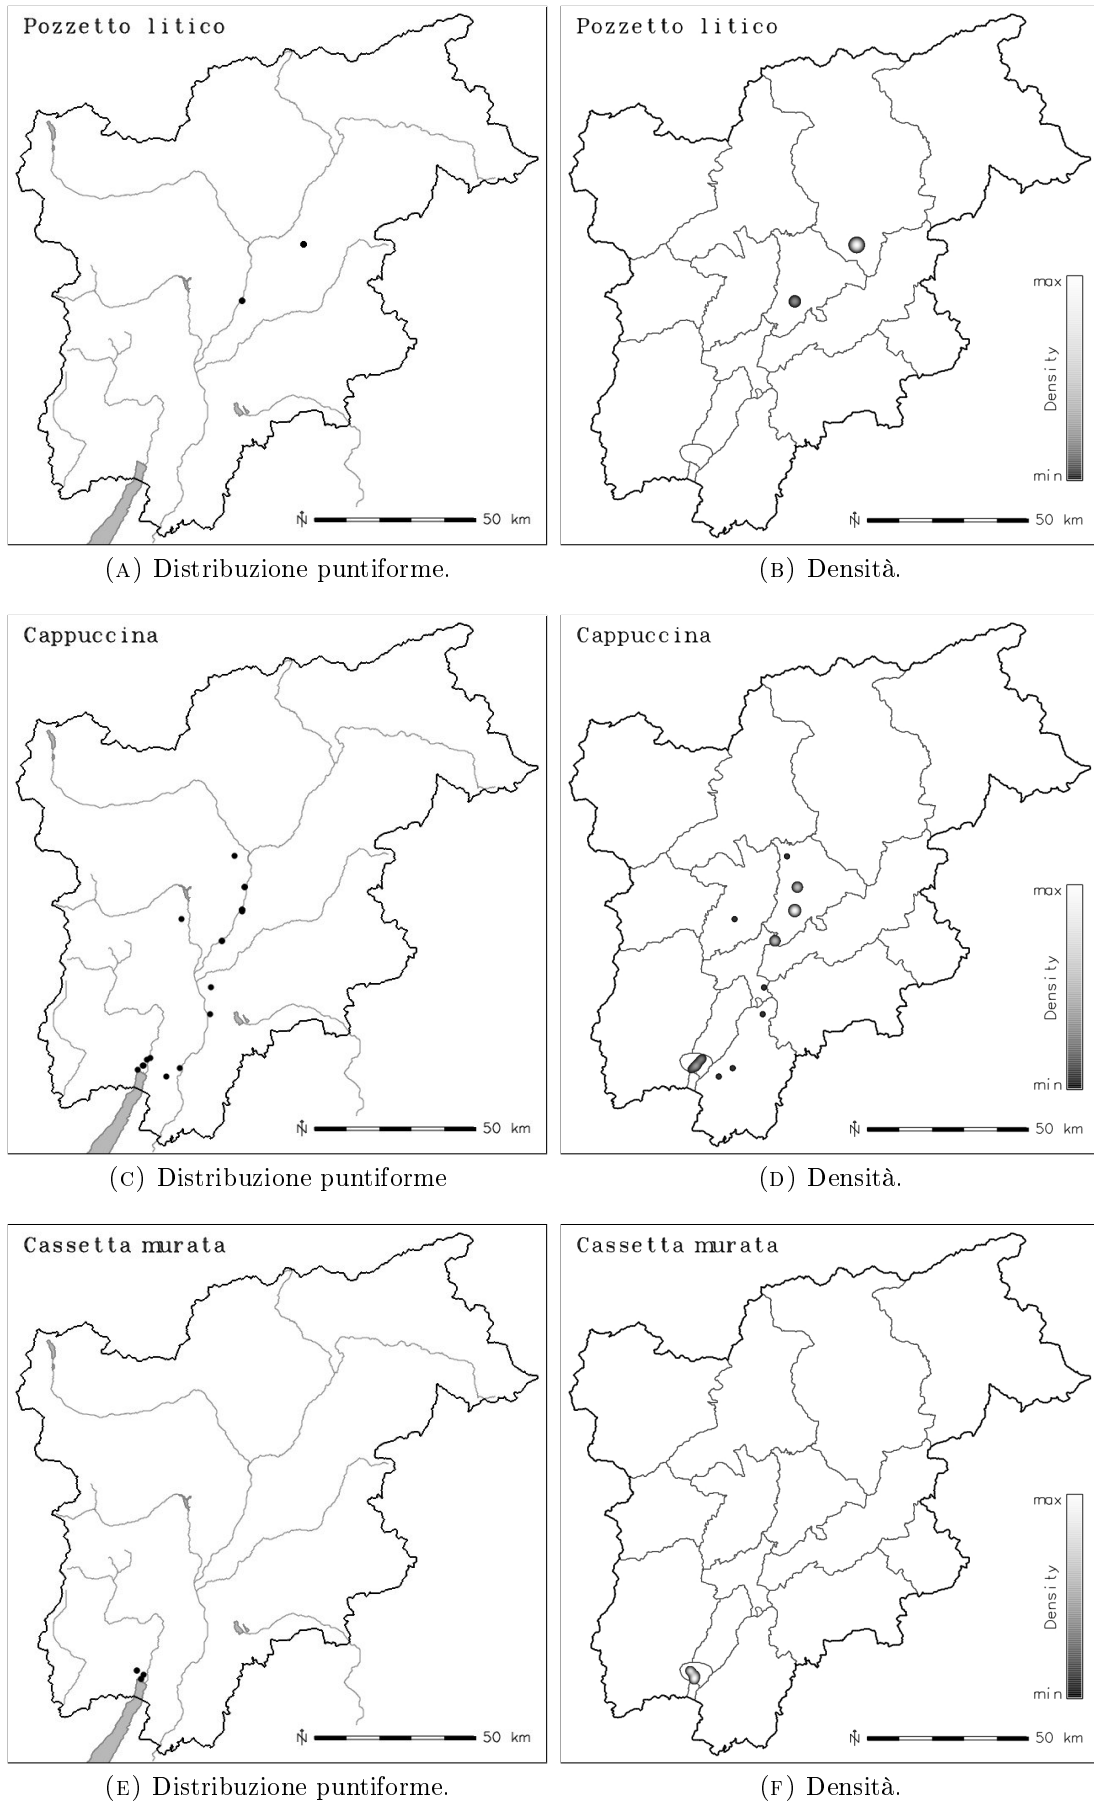 Pozzetto litico
N
50 km
(A) Distribuzione puntiforme.
Pozzetto litico
max
Density
min
N
50 km
(B) Densità.
Cappuccina
N
50 km
(C) Distribuzione puntiforme
Cappuccina
max
Density
min
N
50 km
(D) Densità.
Cassetta murata
N
50 km
(E) Distribuzione puntiforme.
Cassetta murata
max
Density
min
N
50 km
(F) Densità.